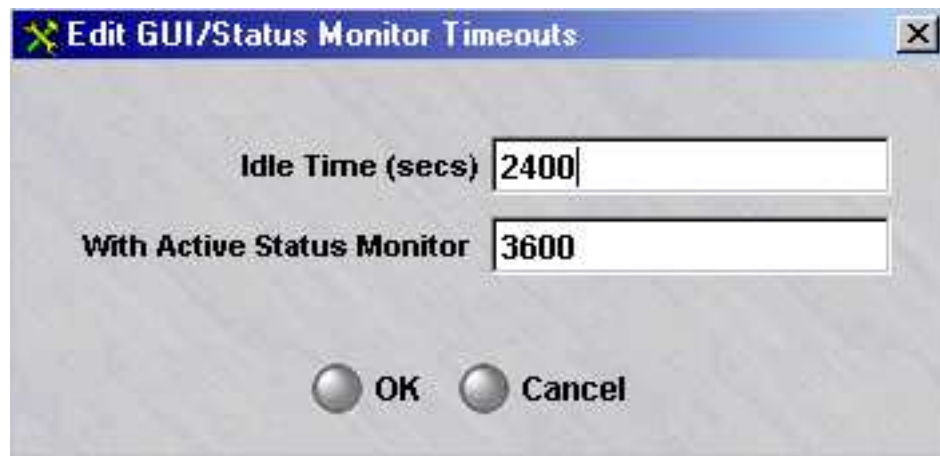 Edit GUI/Status Monitor Timeouts
Idle Time (secs) 2400
With Active Status Monitor 3600
OK Cancel